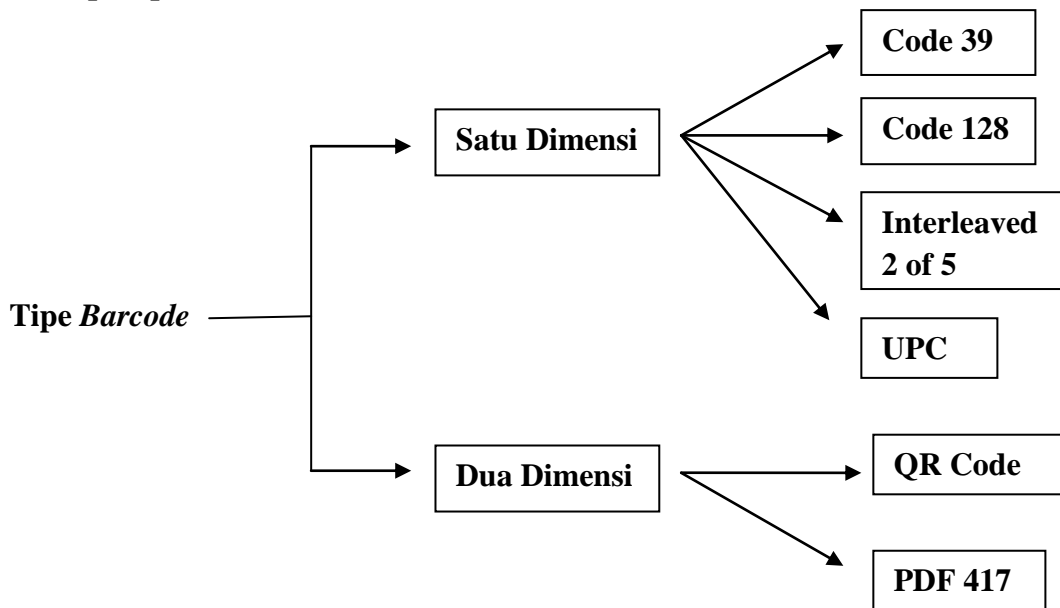 Code 39
Satu Dimensi
Code 128
Interleaved
2 of 5
Tipe Barcode
UPC
Dua Dimensi
QR Code
PDF 417